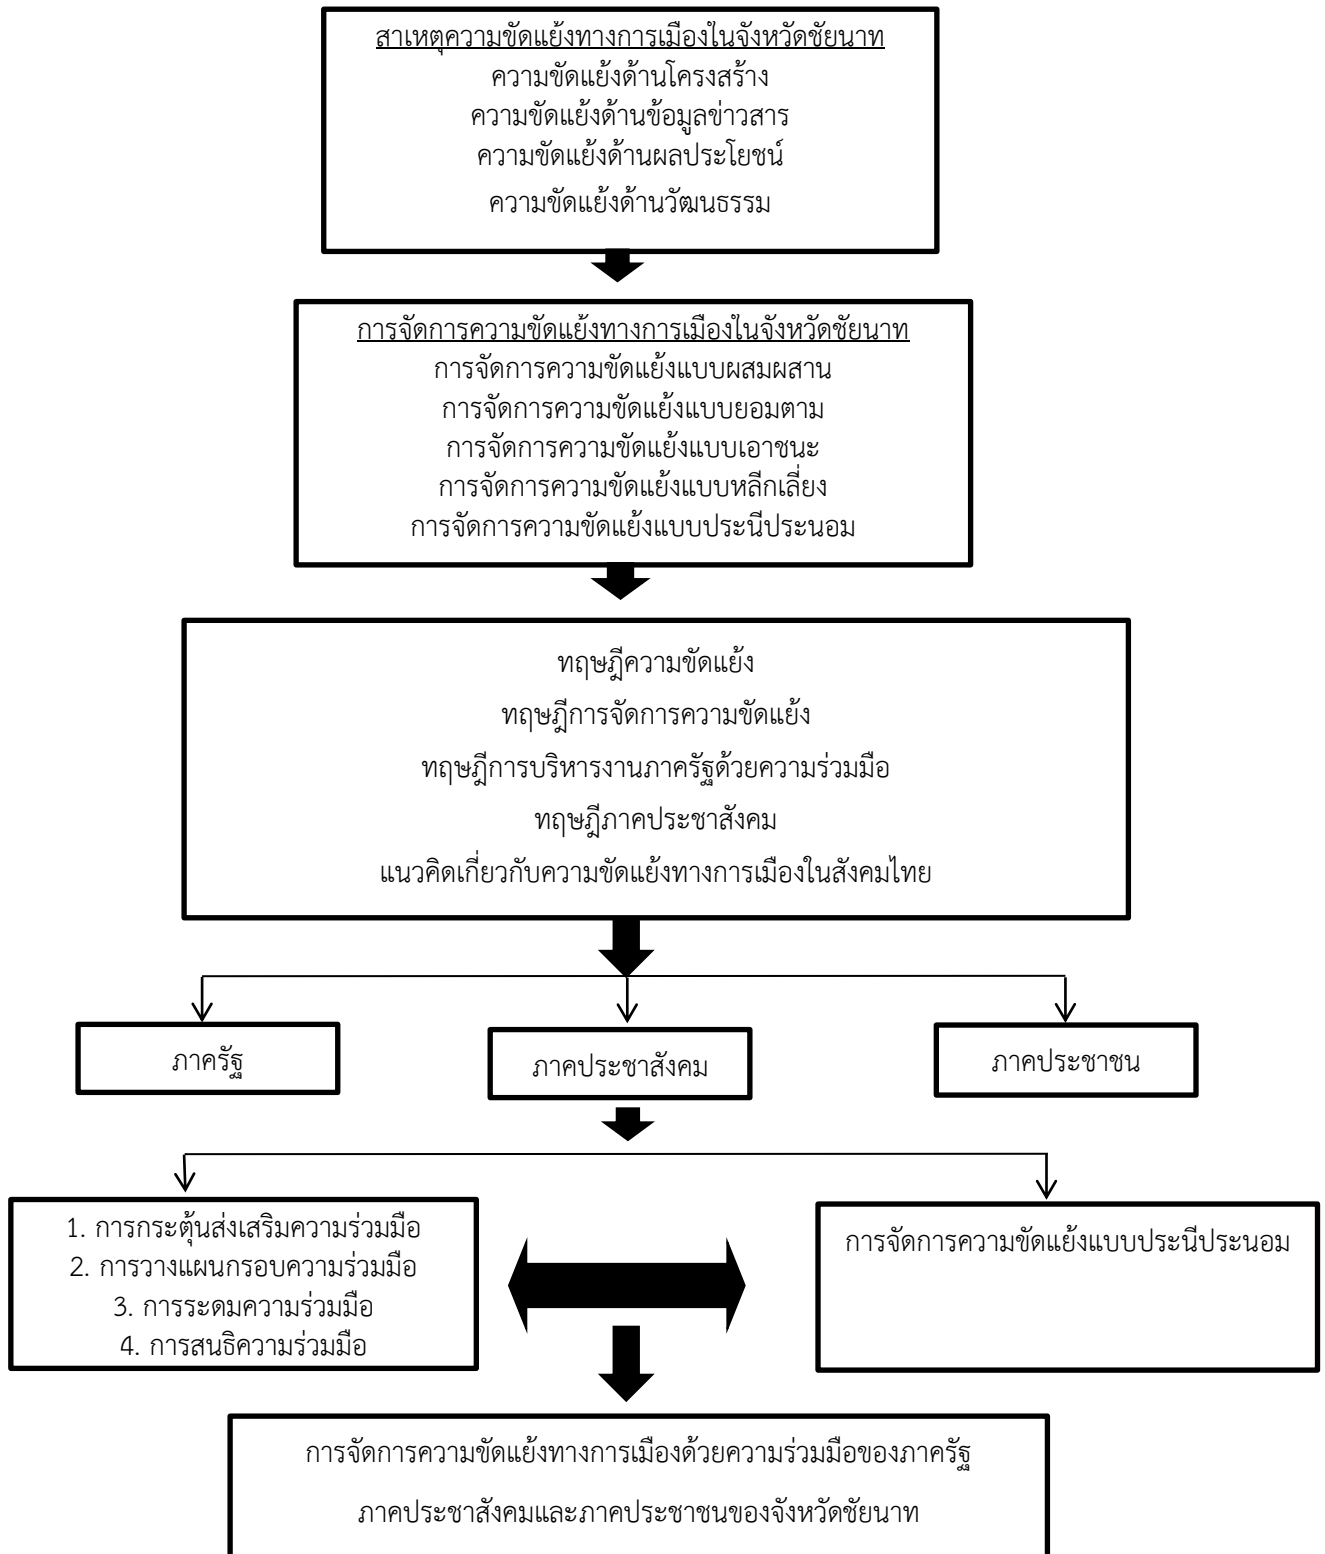 สาเหตุความขัดแย้งทางการเมืองในจังหวัดชัยนาท
ความขัดแย้งด้านโครงสร้าง
ความขัดแย้งด้านข้อมูลข่าวสาร
ความขัดแย้งด้านผลประโยชน์
ความขัดแย้งด้านวัฒนธรรม
การจัดการความขัดแย้งทางการเมืองในจังหวัดชัยนาท
การจัดการความขัดแย้งแบบผสมผสาน
การจัดการความขัดแย้งแบบยอมตาม
การจัดการความขัดแย้งแบบเอาชนะ
การจัดการความขัดแย้งแบบหลีกเลี่ยง
การจัดการความขัดแย้งแบบประนีประนอม
ทฤษฎีความขัดแย้ง
ทฤษฎีการจัดการความขัดแย้ง
ทฤษฎีการบริหารงานภาครัฐด้วยความร่วมมือ
ทฤษฎีภาคประชาสังคม
แนวคิดเกี่ยวกับความขัดแย้งทางการเมืองในสังคมไทย
ภาครัฐ
ภาคประชาสังคม
ภาคประชาชน
1. การกระตุ้นส่งเสริมความร่วมมือ
2. การวางแผนกรอบความร่วมมือ
3. การระดมความร่วมมือ
4. การสนธิความร่วมมือ
การจัดการความขัดแย้งแบบประนีประนอม
การจัดการความขัดแย้งทางการเมืองด้วยความร่วมมือของภาครัฐ
ภาคประชาสังคมและภาคประชาชนของจังหวัดชัยนาท